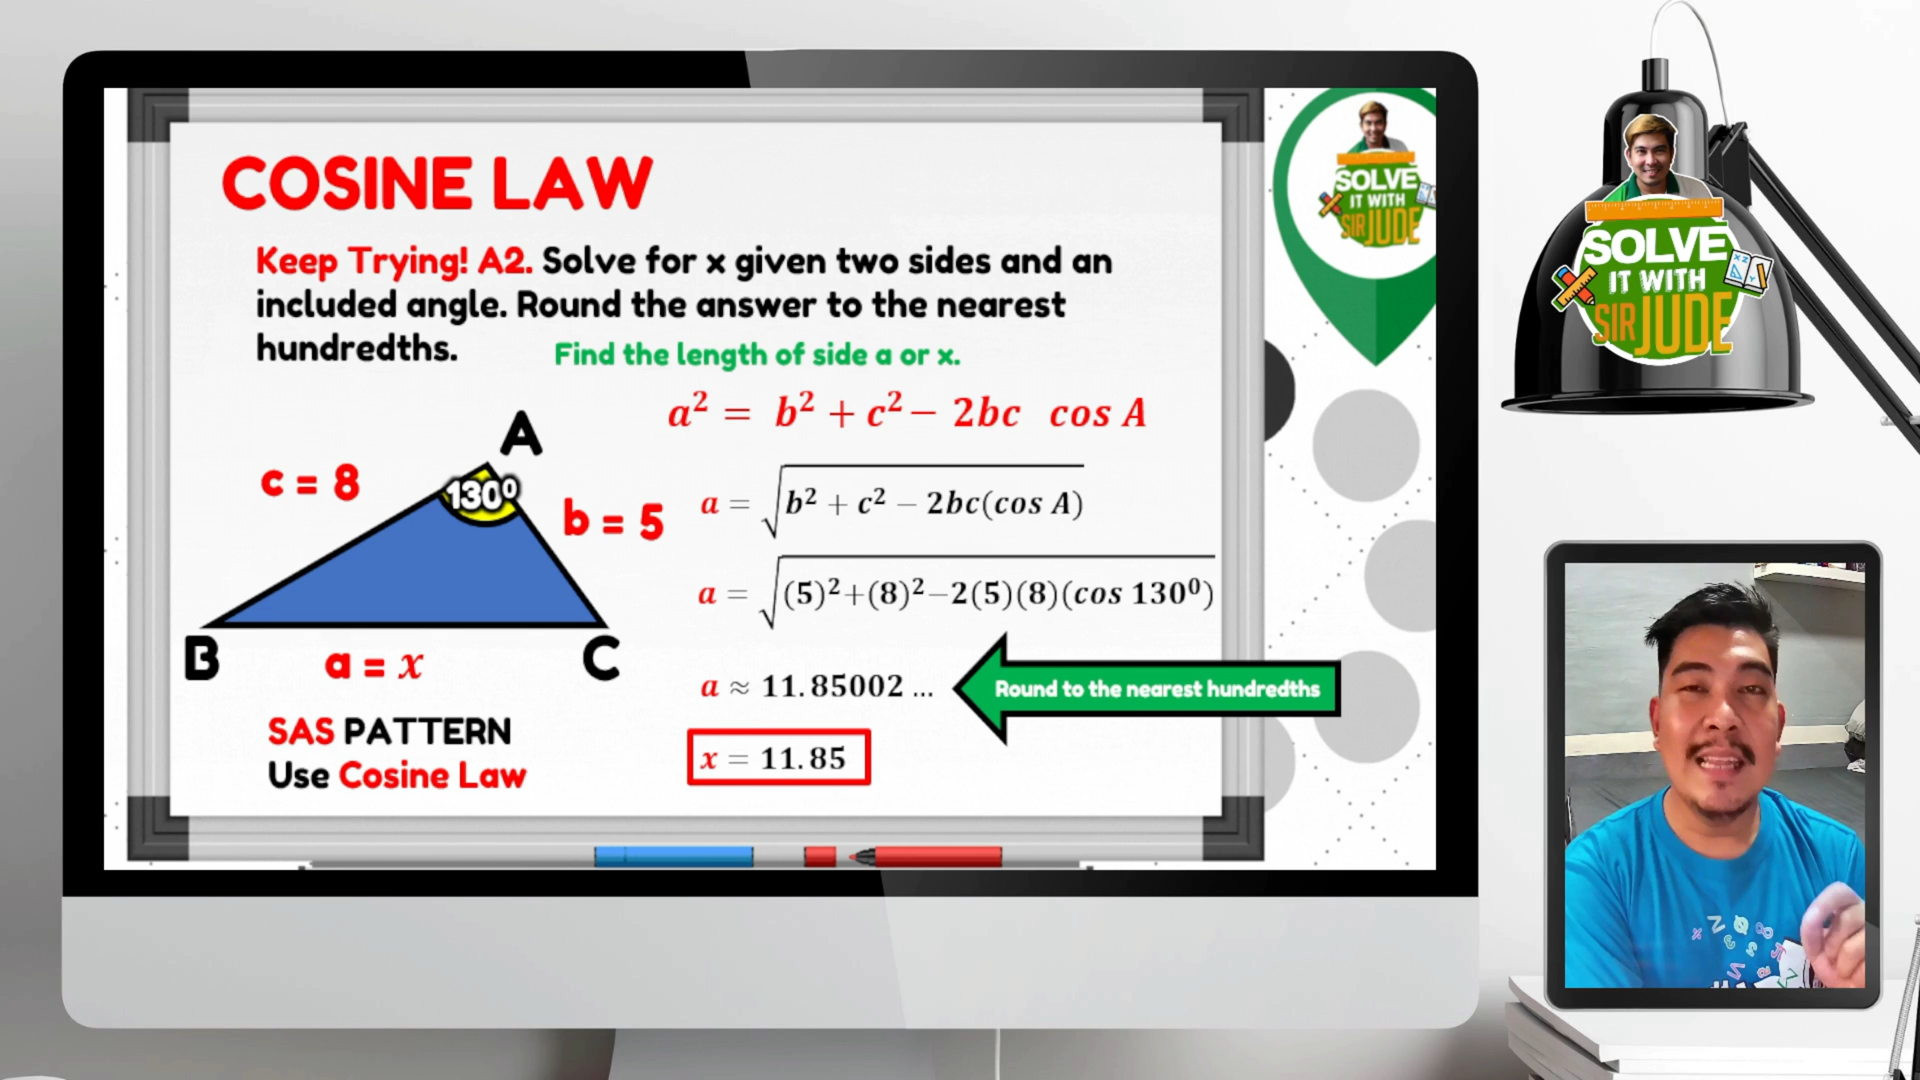 COSINE LAW
Keep Trying! A2. Solve for x given two sides and an
included angle. Round the answer to the nearest
hundredths.
Find the length of side a or x.
a² = b² + c² – 2bc cos A
A
c = 8
130⁰
b = 5
a = √b² + c² – 2bc(cos A)
a = √(5)²+(8)²–2(5)(8)(cos 130⁰)
B
C
a = x
a ≈ 11.85002 ...
Round to the nearest hundredths
SAS PATTERN
Use Cosine Law
x = 11.85
SOLVE
IT WITH
SIR JUDE
SOLVE
IT WITH
SIR JUDE